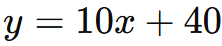 y = 10x + 40